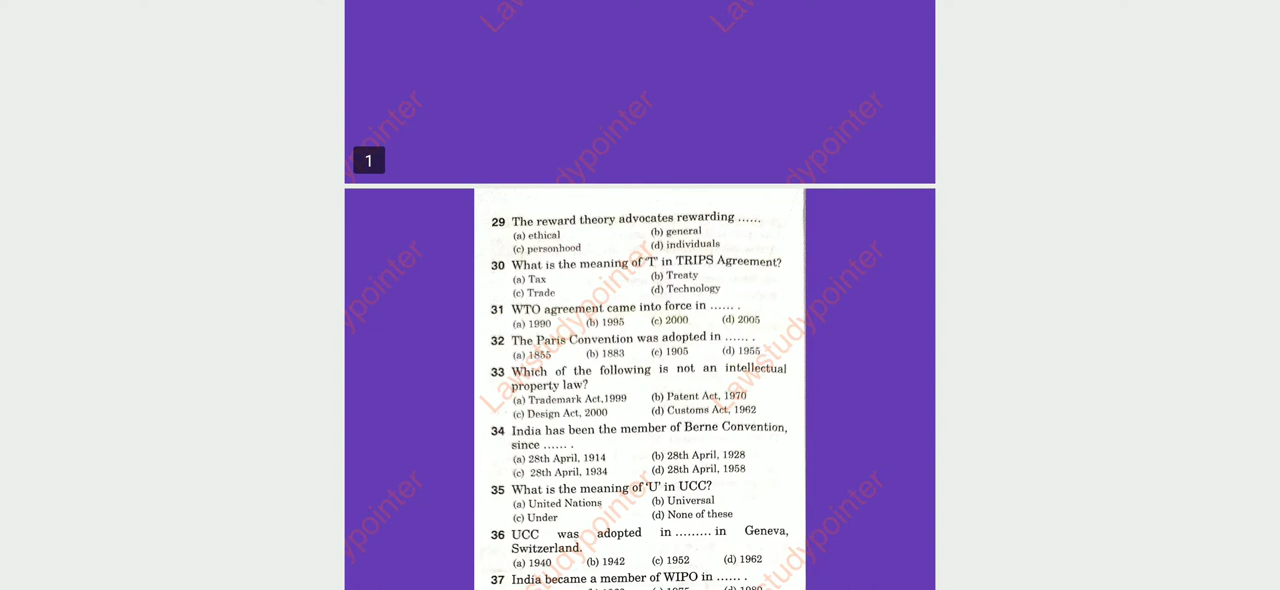 1
29 The reward theory advocates rewarding ......
(a) ethical (b) general
(c) personhood (d) individuals
30 What is the meaning of 'T' in TRIPS Agreement?
(a) Tax (b) Treaty
(c) Trade (d) Technology
31 WTO agreement came into force in ...... .
(a) 1990 (b) 1995 (c) 2000 (d) 2005
32 The Paris Convention was adopted in ...... .
(a) 1855 (b) 1883 (c) 1905 (d) 1955
33 Which of the following is not an intellectual
property law?
(a) Trademark Act,1999 (b) Patent Act, 1970
(c) Design Act, 2000 (d) Customs Act, 1962
34 India has been the member of Berne Convention,
since ...... .
(a) 28th April, 1914 (b) 28th April, 1928
(c) 28th April, 1934 (d) 28th April, 1958
35 What is the meaning of 'U' in UCC?
(a) United Nations (b) Universal
(c) Under (d) None of these
36 UCC was adopted in ......... in Geneva,
Switzerland.
(a) 1940 (b) 1942 (c) 1952 (d) 1962
37 India became a member of WIPO in ...... .
Lawstudypointer